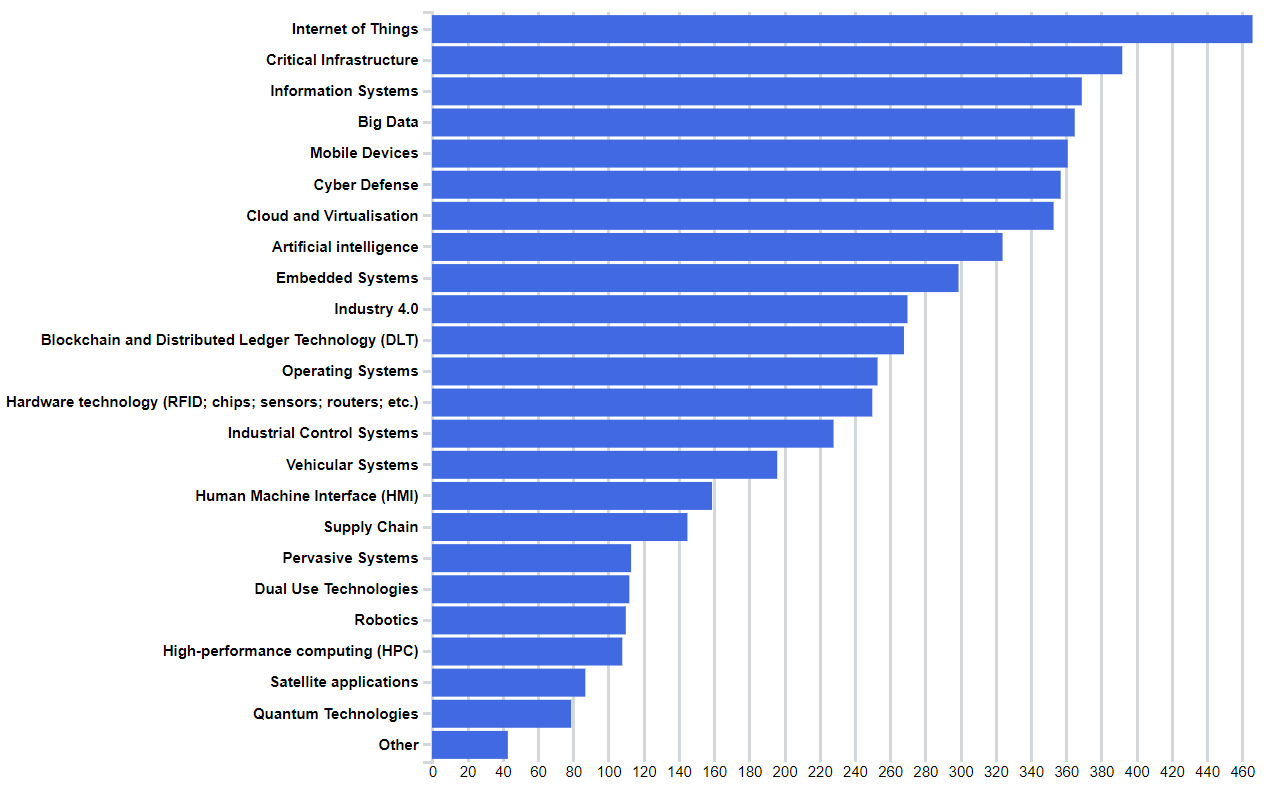 Internet of Things
Critical Infrastructure
Information Systems
Big Data
Mobile Devices
Cyber Defense
Cloud and Virtualisation
Artificial intelligence
Embedded Systems
Industry 4.0
Blockchain and Distributed Ledger Technology (DLT)
Operating Systems
Hardware technology (RFID; chips; sensors; routers; etc.)
Industrial Control Systems
Vehicular Systems
Human Machine Interface (HMI)
Supply Chain
Pervasive Systems
Dual Use Technologies
Robotics
High-performance computing (HPC)
Satellite applications
Quantum Technologies
Other
0 20 40 60 80 100 120 140 160 180 200 220 240 260 280 300 320 340 360 380 400 420 440 460